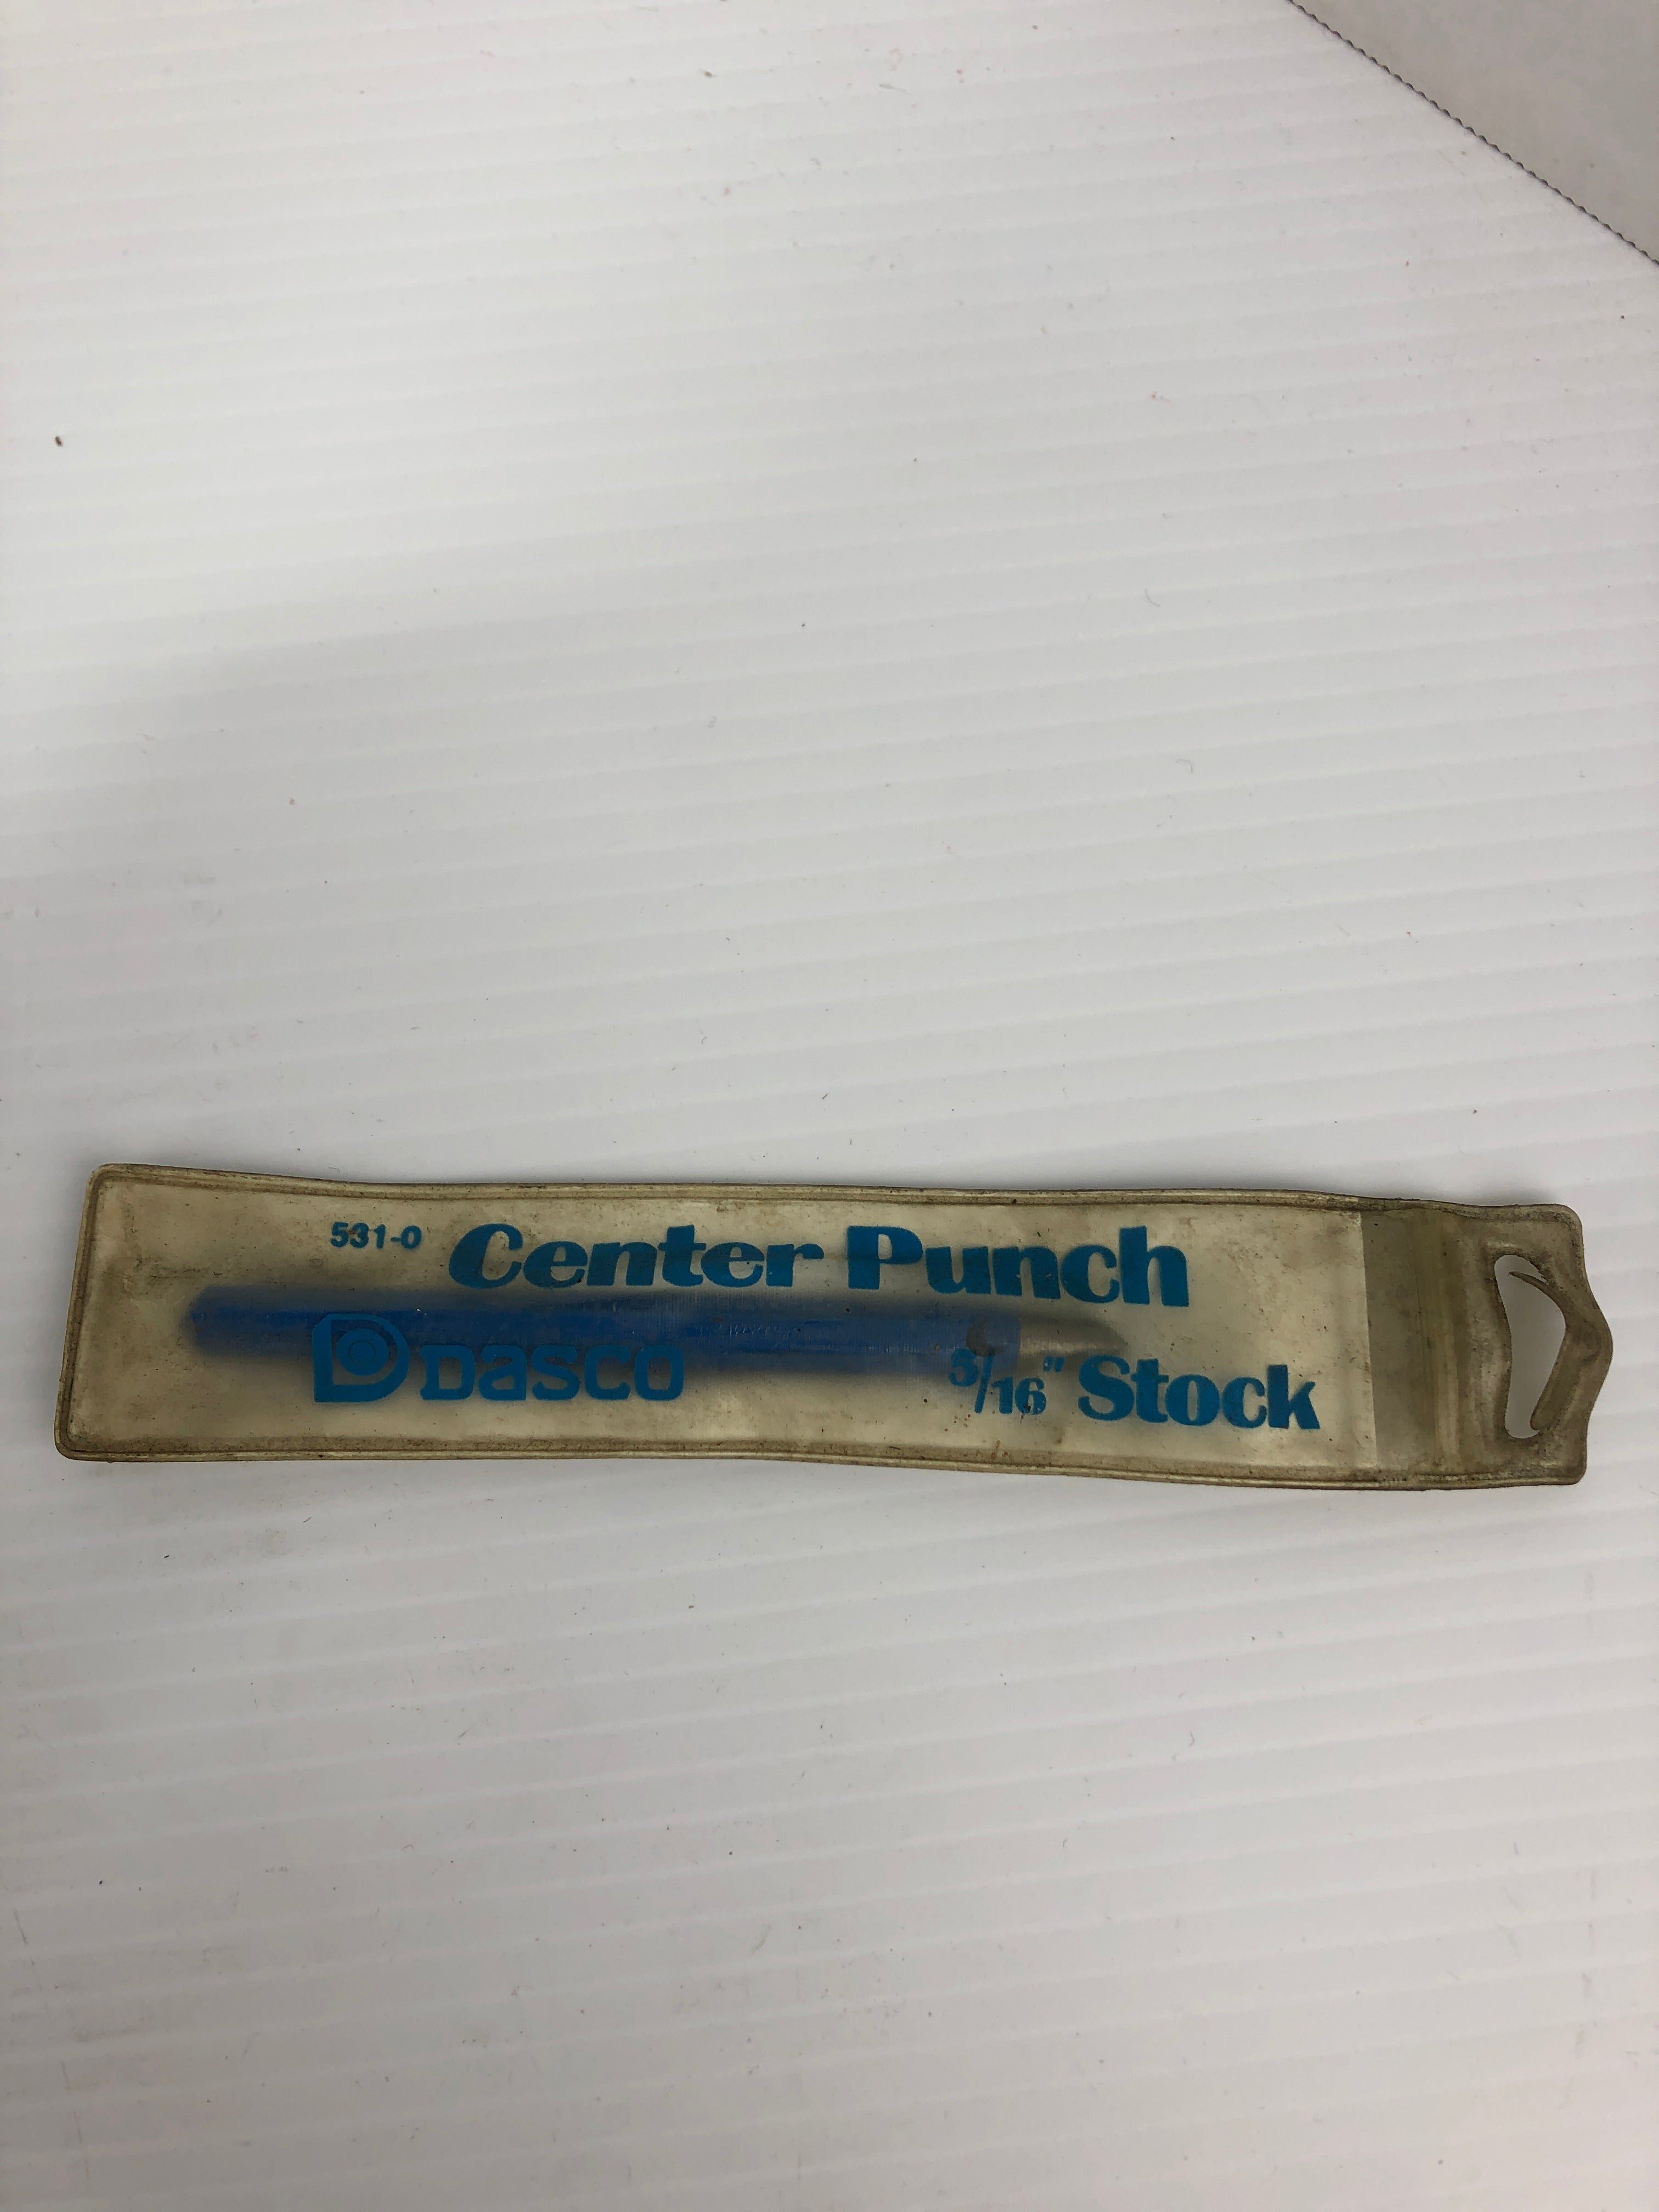 531-0 Center Punch
Dasco 5/16" Stock